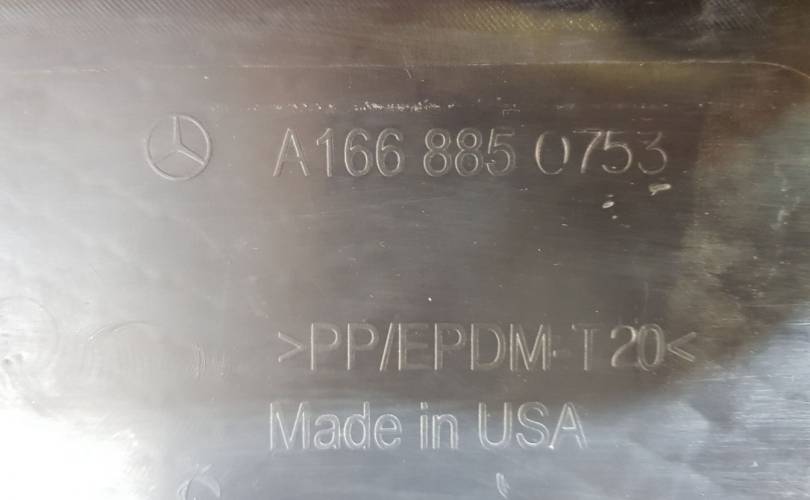 A166 885 0753
>PP/EPDM-T20<
Made in USA